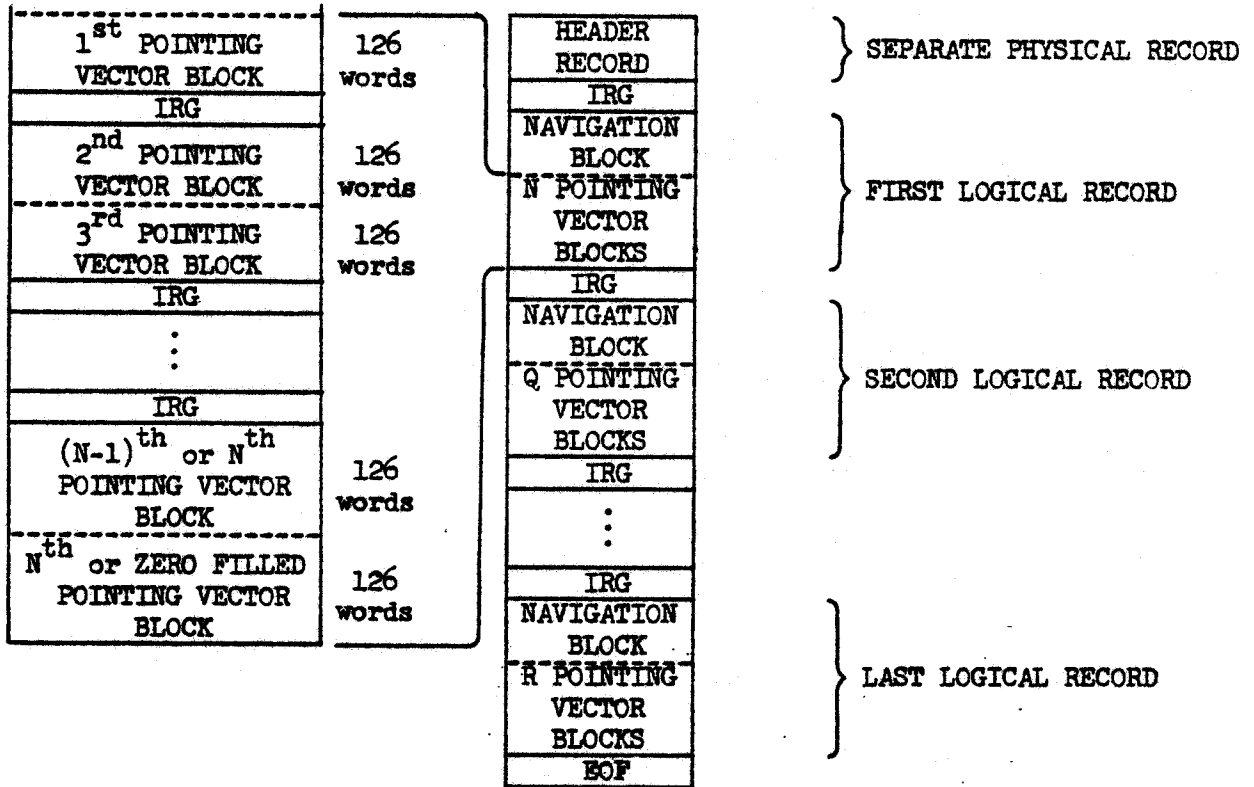 1st POINTING
VECTOR BLOCK
126
words
IRG
2nd POINTING
VECTOR BLOCK
126
words
3rd POINTING
VECTOR BLOCK
126
words
IRG
IRG
(N-1)th or Nth
POINTING VECTOR
BLOCK
126
words
Nth or ZERO FILLED
POINTING VECTOR
BLOCK
126
words
HEADER
RECORD
IRG
NAVIGATION
BLOCK
N POINTING
VECTOR
BLOCKS
IRG
NAVIGATION
BLOCK
Q POINTING
VECTOR
BLOCKS
IRG
IRG
NAVIGATION
BLOCK
R POINTING
VECTOR
BLOCKS
EOF
SEPARATE PHYSICAL RECORD
FIRST LOGICAL RECORD
SECOND LOGICAL RECORD
LAST LOGICAL RECORD